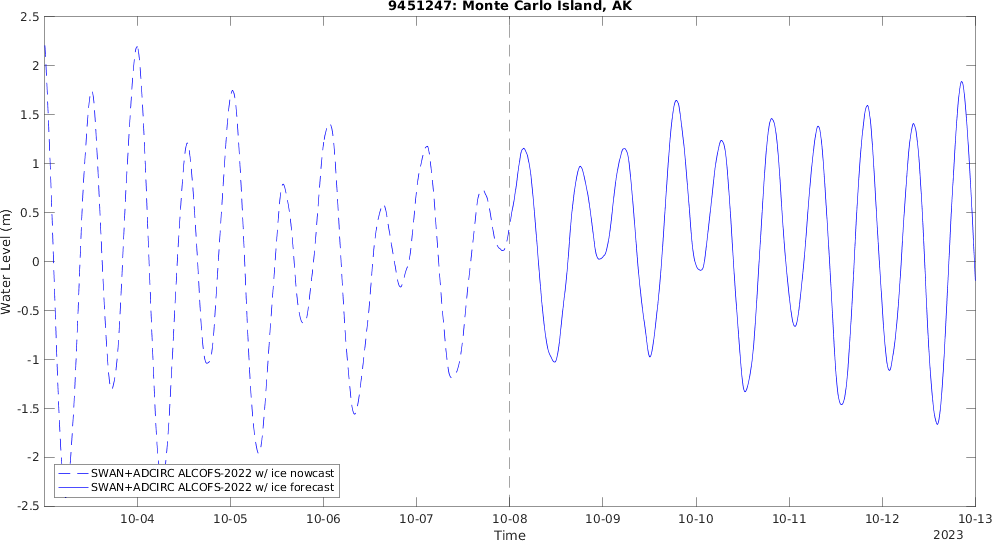 9451247: Monte Carlo Island, AK
2.5
2
1.5
1
0.5
0
-0.5
-1
-1.5
-2
-2.5
Water Level (m)
SWAN+ADCIRC ALCOFS-2022 w/ ice nowcast
SWAN+ADCIRC ALCOFS-2022 w/ ice forecast
10-04 10-05 10-06 10-07 10-08 10-09 10-10 10-11 10-12 10-13
Time
2023